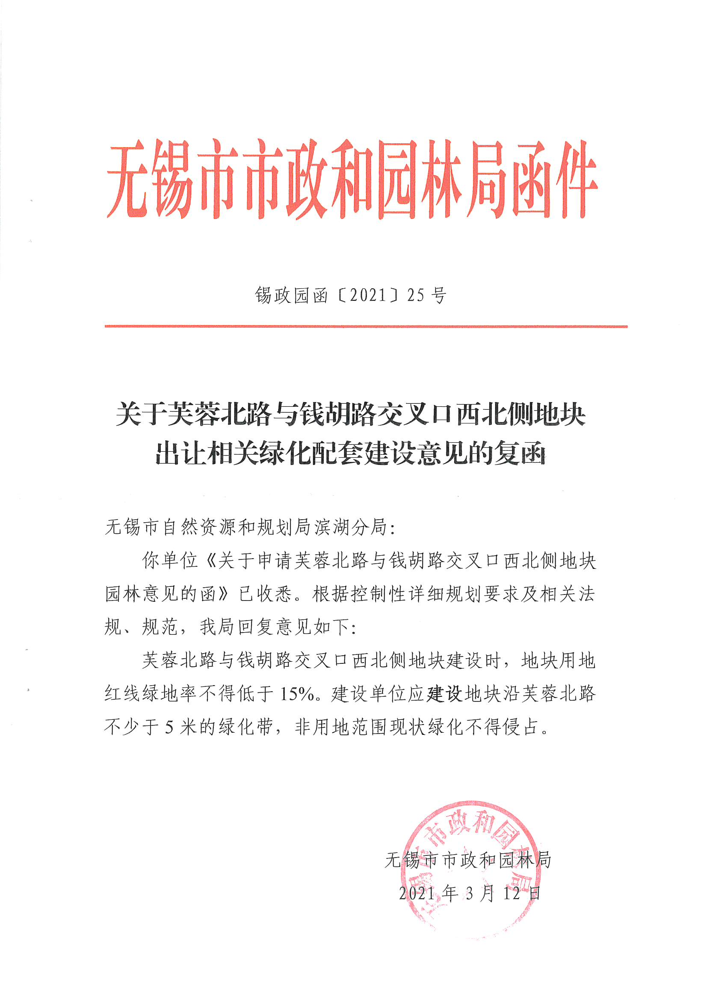 无锡市市政和园林局函件
锡政园函〔2021〕25号
关于芙蓉北路与钱胡路交叉口西北侧地块
出让相关绿化配套建设意见的复函
无锡市自然资源和规划局滨湖分局：
你单位《关于申请芙蓉北路与钱胡路交叉口西北侧地块
园林意见的函》已收悉。根据控制性详细规划要求及相关法
规、规范，我局回复意见如下：
芙蓉北路与钱胡路交叉口西北侧地块建设时，地块用地
红线绿地率不得低于15%。建设单位应建设地块沿芙蓉北路
不少于5米的绿化带，非用地范围现状绿化不得侵占。
无锡市市政和园林局
2021年3月12日
无锡市市政和园林局